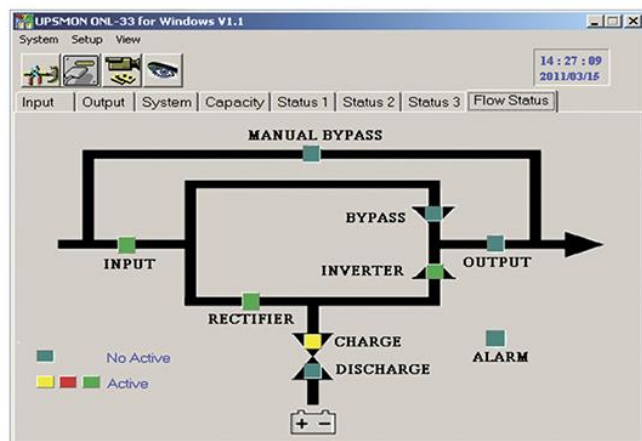 UPSMON ONL-33 for Windows V1.1
System Setup View
14 : 27 : 09
2011/03/15
Input Output System Capacity Status 1 Status 2 Status 3 Flow Status
MANUAL BYPASS
BYPASS
INPUT
INVERTER
OUTPUT
RECTIFIER
CHARGE
ALARM
DISCHARGE
No Active
Active
+ -